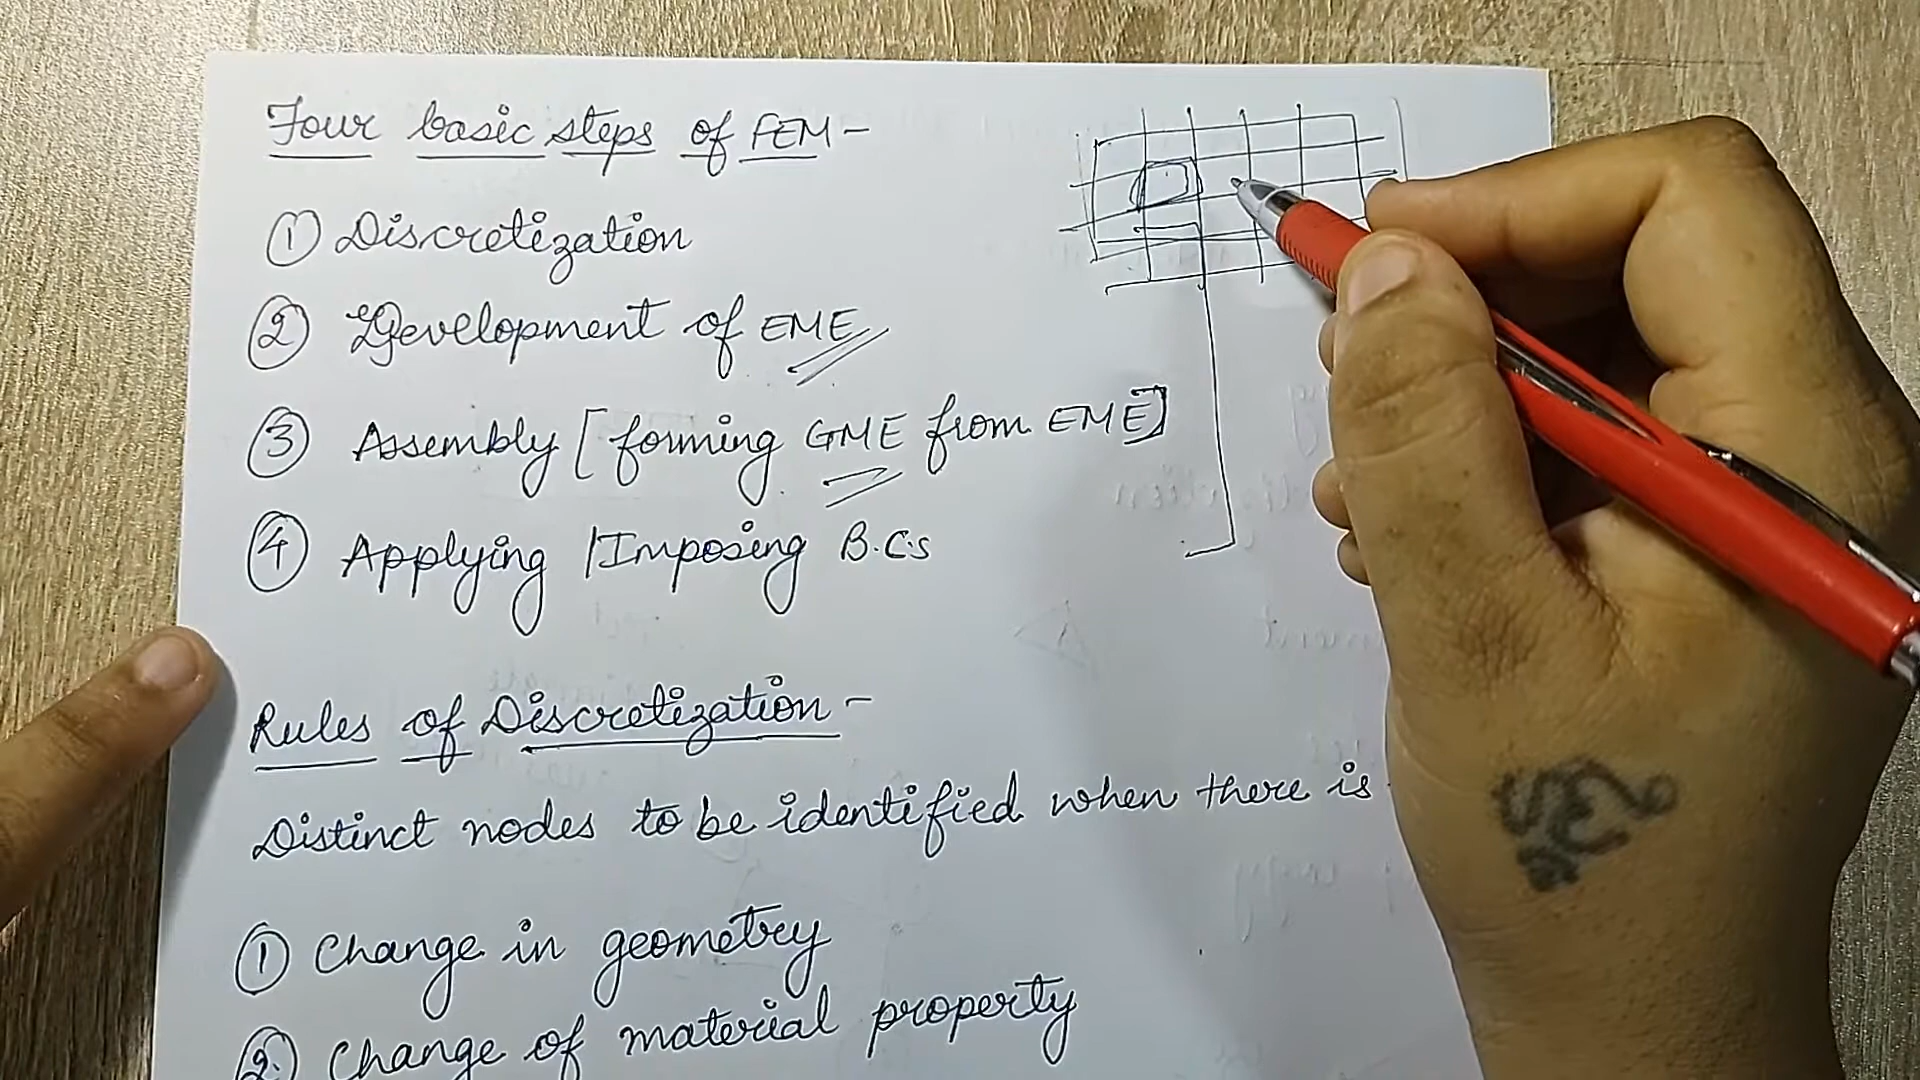 Four basic steps of FEM -
① Discretization
② Development of EME
③ Assembly [forming GME from EME]
④ Applying / Imposing B.C.s
Rules of Discretization -
Distinct nodes to be identified when there is
① Change in geometry
② Change of material property